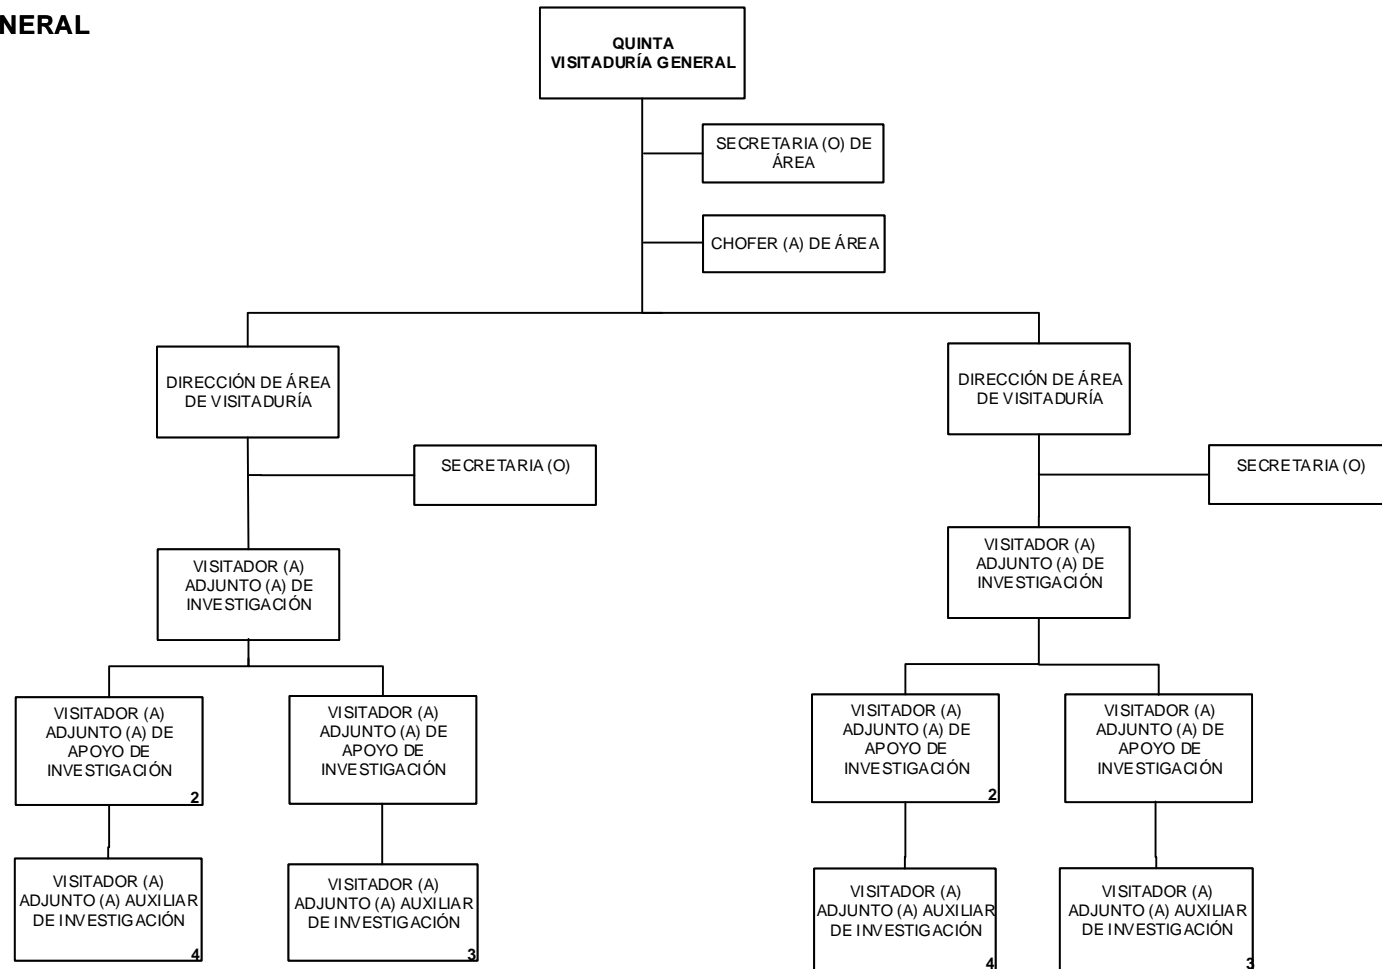 NERAL
QUINTA
VISITADURÍA GENERAL
SECRETARIA (O) DE
ÁREA
CHOFER (A) DE ÁREA
DIRECCIÓN DE ÁREA
DE VISITADURÍA
DIRECCIÓN DE ÁREA
DE VISITADURÍA
SECRETARIA (O)
SECRETARIA (O)
VISITADOR (A)
ADJUNTO (A) DE
INVESTIGACIÓN
VISITADOR (A)
ADJUNTO (A) DE
INVESTIGACIÓN
VISITADOR (A)
ADJUNTO (A) DE
APOYO DE
INVESTIGACIÓN
2
VISITADOR (A)
ADJUNTO (A) DE
APOYO DE
INVESTIGACIÓN
VISITADOR (A)
ADJUNTO (A) DE
APOYO DE
INVESTIGACIÓN
2
VISITADOR (A)
ADJUNTO (A) DE
APOYO DE
INVESTIGACIÓN
VISITADOR (A)
ADJUNTO (A) AUXILIAR
DE INVESTIGACIÓN
4
VISITADOR (A)
ADJUNTO (A) AUXILIAR
DE INVESTIGACIÓN
3
VISITADOR (A)
ADJUNTO (A) AUXILIAR
DE INVESTIGACIÓN
4
VISITADOR (A)
ADJUNTO (A) AUXILIAR
DE INVESTIGACIÓN
3